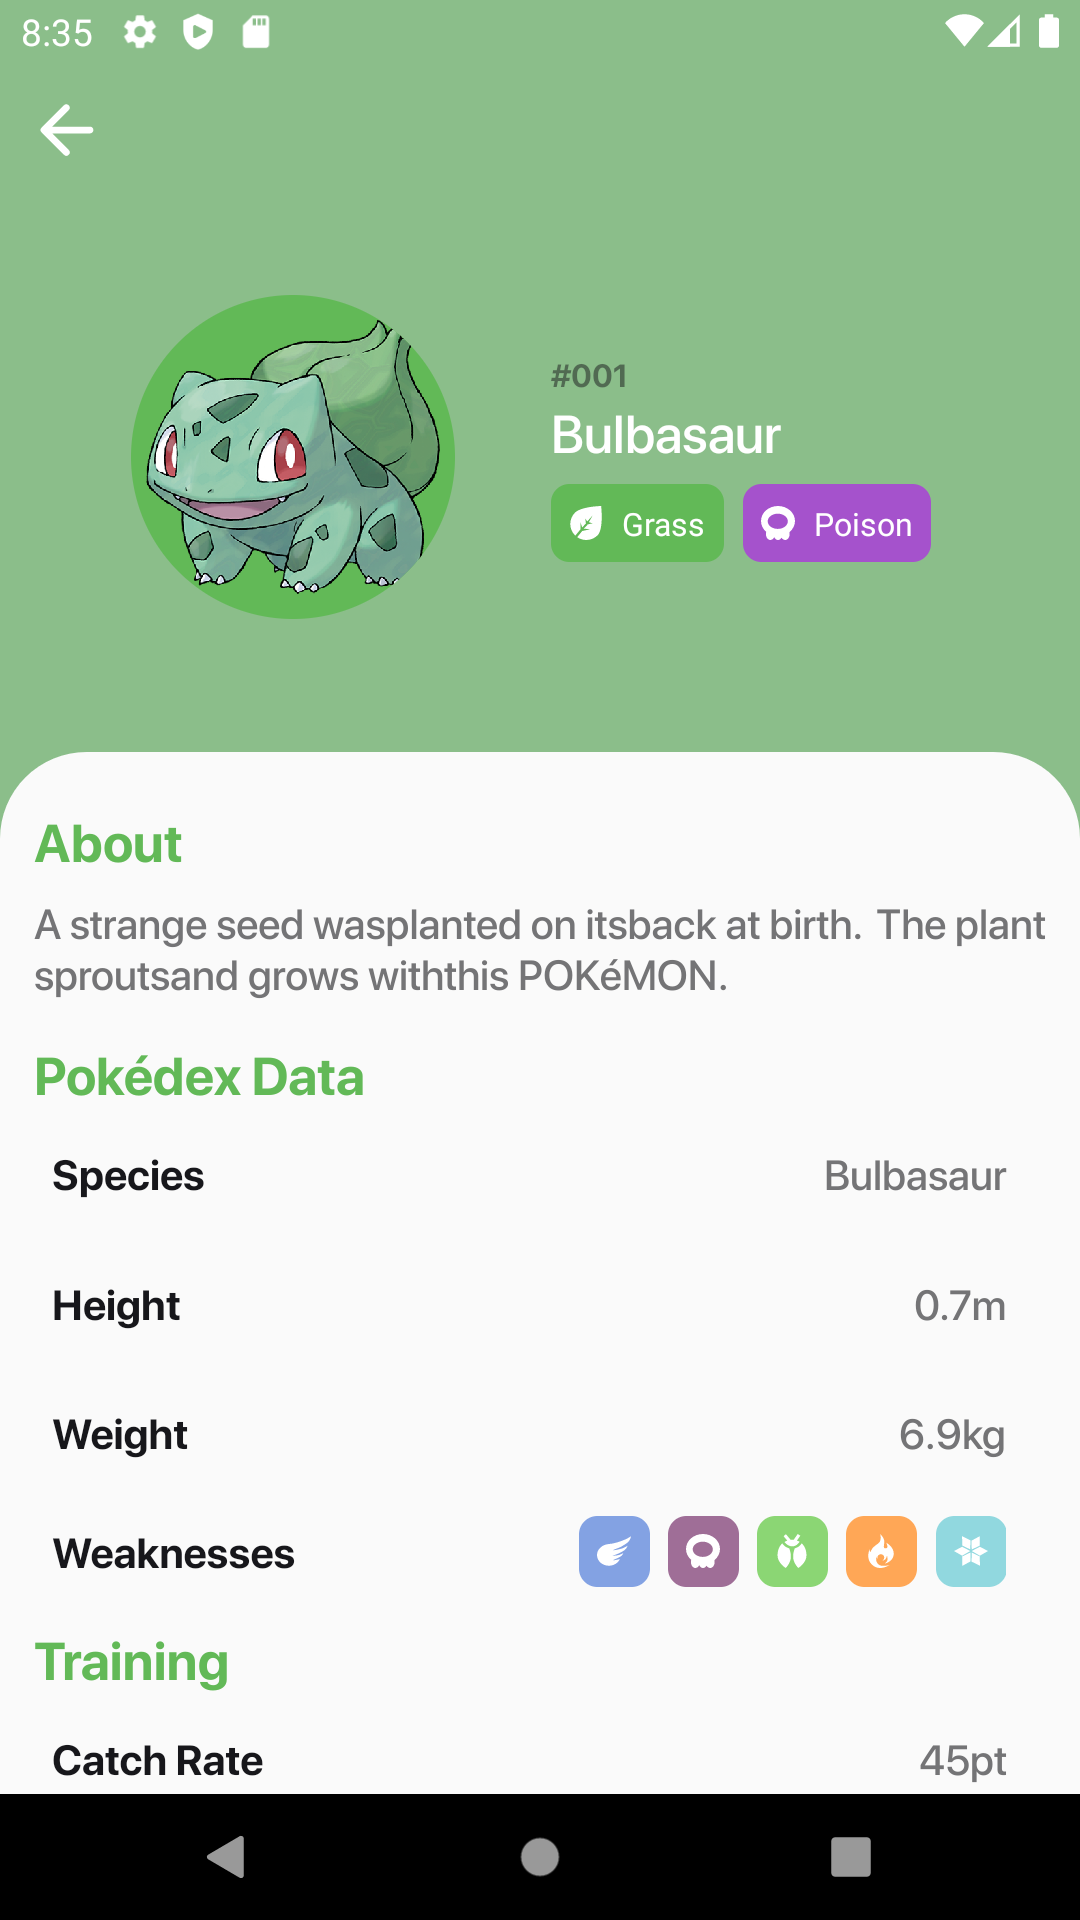 8:35
#001
Bulbasaur
Grass Poison
About
A strange seed wasplanted on itsback at birth. The plant
sproutsand grows withthis POKéMON.
Pokédex Data
Species Bulbasaur
Height 0.7m
Weight 6.9kg
Weaknesses
Training
Catch Rate 45pt